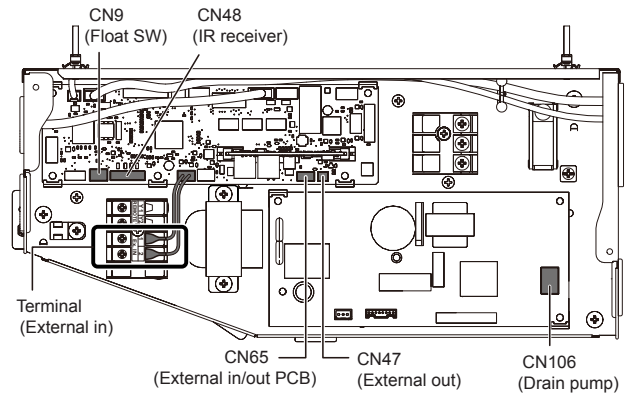 CN9
(Float SW)
CN48
(IR receiver)
Terminal
(External in)
CN65
(External in/out PCB)
CN47
(External out)
CN106
(Drain pump)